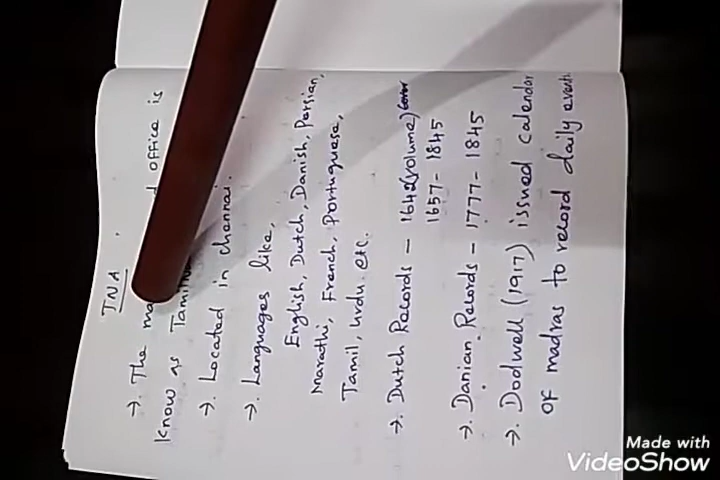 TNA.
→. The office is
Know as
→. Located in chennai.
→. Languages like,
English, Dutch, Danish, Persian,
Marathi, French, Portuguese,
Tamil, urdu etc.
→. Dutch Records - 1642(volume)
1657 - 1845
→. Danian Records - 1777 - 1845
→. Dodwell (1917) issued calendar
of madras to record daily
Made with
VideoShow